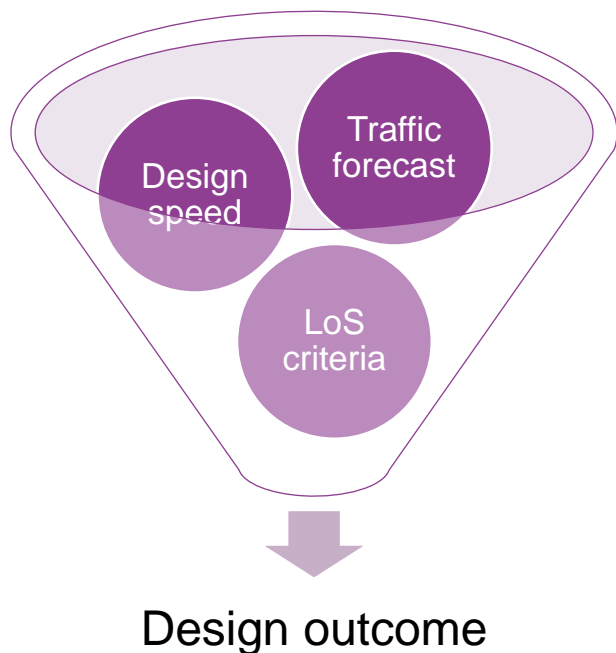 Traffic
forecast
Design
speed
LoS
criteria
Design outcome